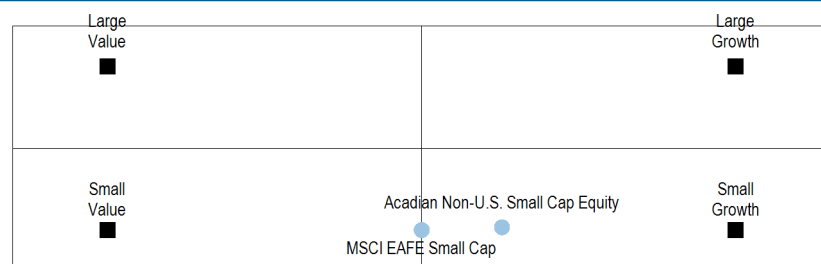 Large
Value
Large
Growth
Small
Value
Acadian Non-U.S. Small Cap Equity
Small
Growth
MSCI EAFE Small Cap